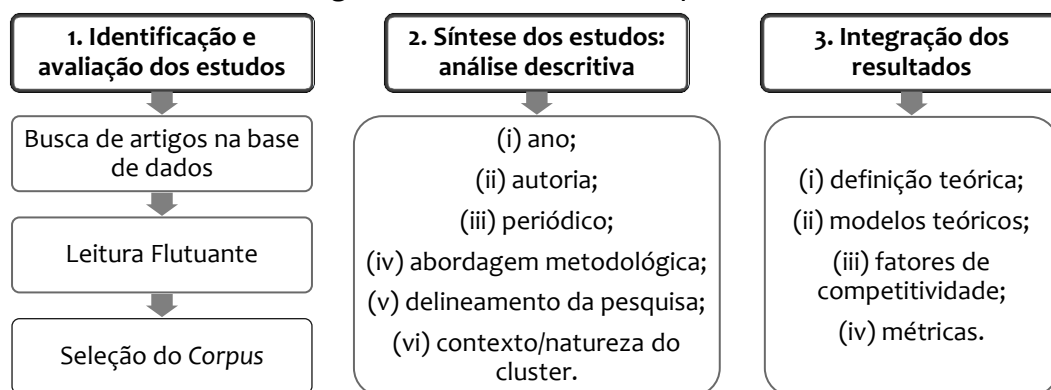 1. Identificação e
avaliação dos estudos
Busca de artigos na base
de dados
Leitura Flutuante
Seleção do Corpus
2. Síntese dos estudos:
análise descritiva
(i) ano;
(ii) autoria;
(iii) periódico;
(iv) abordagem metodológica;
(v) delineamento da pesquisa;
(vi) contexto/natureza do
cluster.
3. Integração dos
resultados
(i) definição teórica;
(ii) modelos teóricos;
(iii) fatores de
competitividade;
(iv) métricas.